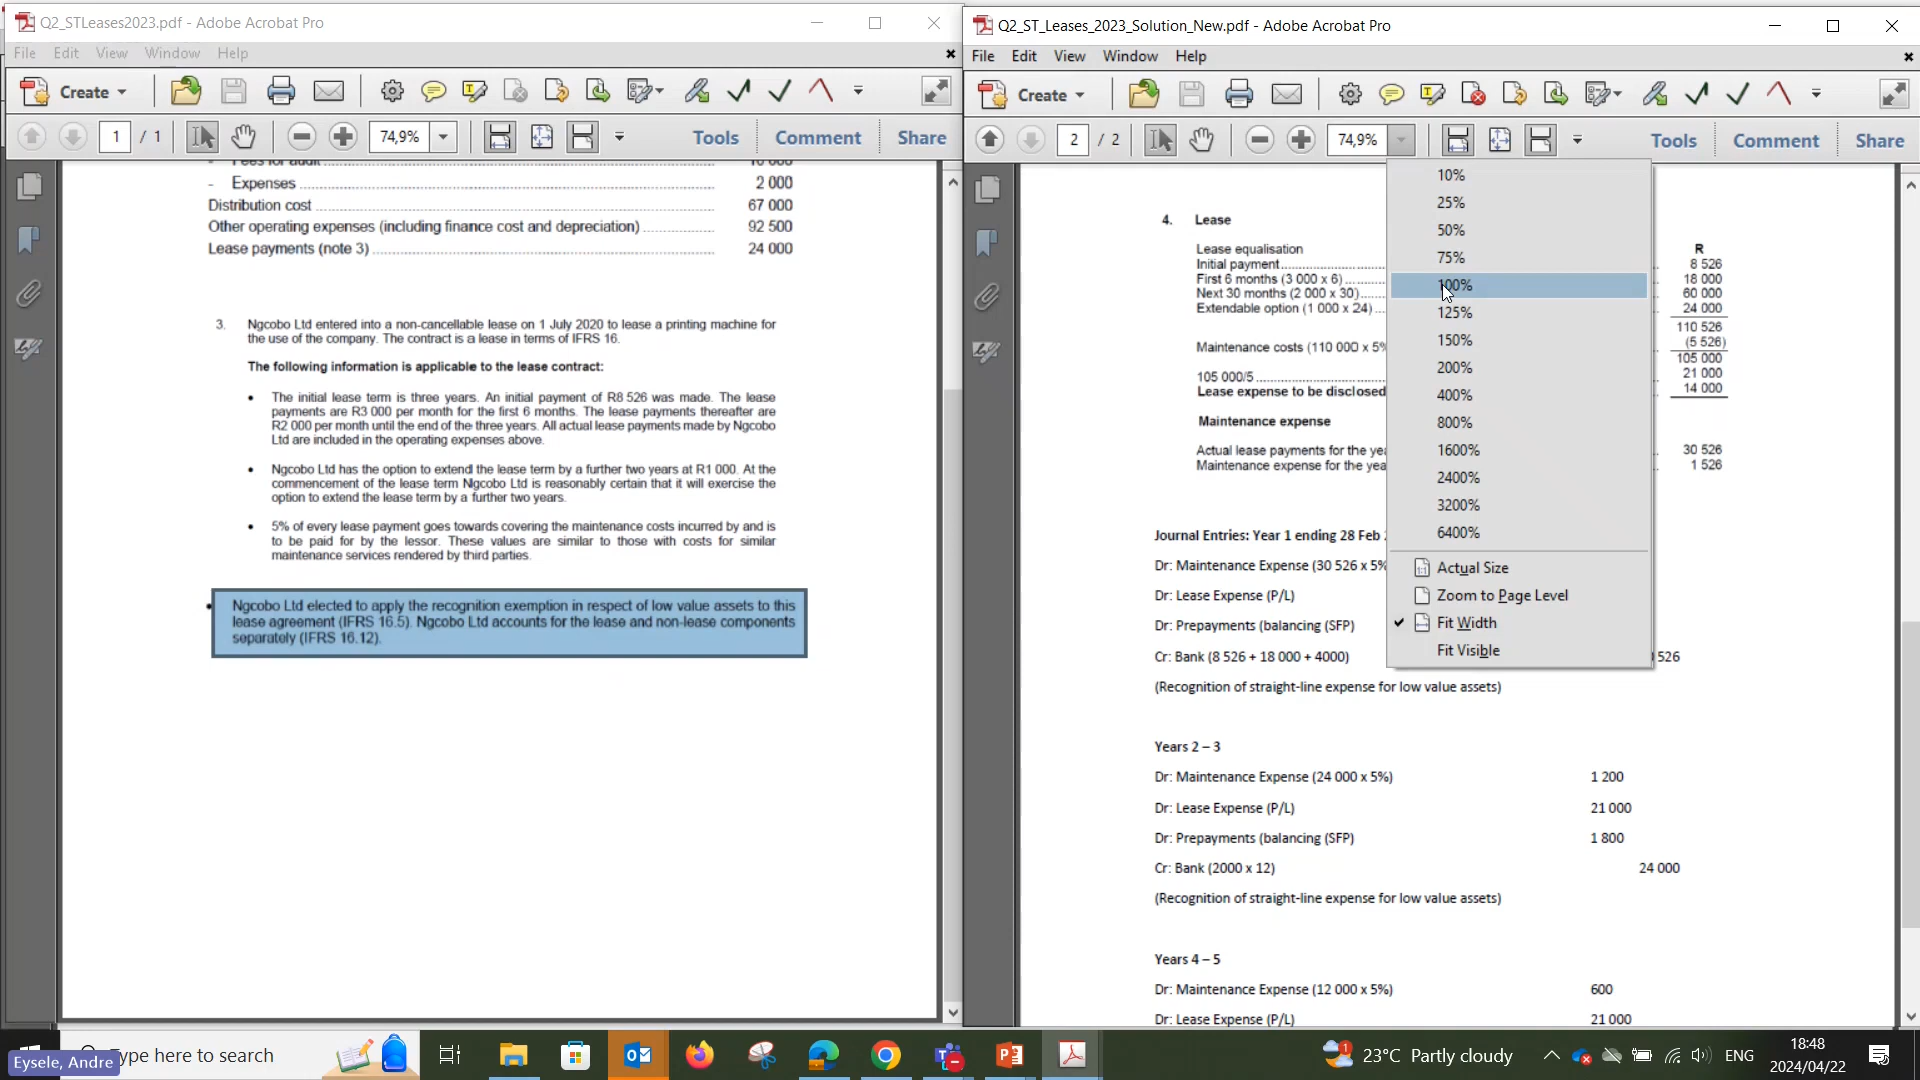 Q2_STLeases2023.pdf - Adobe Acrobat Pro
File Edit View Window Help
Create
1 / 1
74,9%
Tools Comment Share
- Fees for audit 10 000
- Expenses 2 000
Distribution cost 67 000
Other operating expenses (including finance cost and depreciation) 92 500
Lease payments (note 3) 24 000
3. Ngcobo Ltd entered into a non-cancellable lease on 1 July 2020 to lease a printing machine for
the use of the company. The contract is a lease in terms of IFRS 16.
The following information is applicable to the lease contract:
• The initial lease term is three years. An initial payment of R8 526 was made. The lease
payments are R3 000 per month for the first 6 months. The lease payments thereafter are
R2 000 per month until the end of the three years. All actual lease payments made by Ngcobo
Ltd are included in the operating expenses above.
• Ngcobo Ltd has the option to extend the lease term by a further two years at R1 000. At the
commencement of the lease term Ngcobo Ltd is reasonably certain that it will exercise the
option to extend the lease term by a further two years.
• 5% of every lease payment goes towards covering the maintenance costs incurred by and is
to be paid for by the lessor. These values are similar to those with costs for similar
maintenance services rendered by third parties.
• Ngcobo Ltd elected to apply the recognition exemption in respect of low value assets to this
lease agreement (IFRS 16.5). Ngcobo Ltd accounts for the lease and non-lease components
separately (IFRS 16.12).
Q2_ST_Leases_2023_Solution_New.pdf - Adobe Acrobat Pro
File Edit View Window Help
Create
2 / 2
74,9%
Tools Comment Share
10%
25%
50%
75%
100%
125%
150%
200%
400%
800%
1600%
2400%
3200%
6400%
Actual Size
Zoom to Page Level
Fit Width
Fit Visible
4. Lease
Lease equalisation R
Initial payment 8 526
First 6 months (3 000 x 6) 18 000
Next 30 months (2 000 x 30) 60 000
Extendable option (1 000 x 24) 24 000
110 526
Maintenance costs (110 000 x 5% (5 526)
105 000
105 000/5 21 000
Lease expense to be disclosed 14 000
Maintenance expense
Actual lease payments for the ye 30 526
Maintenance expense for the yea 1 526
Journal Entries: Year 1 ending 28 Feb
Dr: Maintenance Expense (30 526 x 5%
Dr: Lease Expense (P/L)
Dr: Prepayments (balancing (SFP)
Cr: Bank (8 526 + 18 000 + 4000) 526
(Recognition of straight-line expense for low value assets)
Years 2 – 3
Dr: Maintenance Expense (24 000 x 5%) 1 200
Dr: Lease Expense (P/L) 21 000
Dr: Prepayments (balancing (SFP) 1 800
Cr: Bank (2000 x 12) 24 000
(Recognition of straight-line expense for low value assets)
Years 4 – 5
Dr: Maintenance Expense (12 000 x 5%) 600
Dr: Lease Expense (P/L) 21 000
Eysele, Andre
Type here to search
23°C Partly cloudy
ENG
18:48
2024/04/22